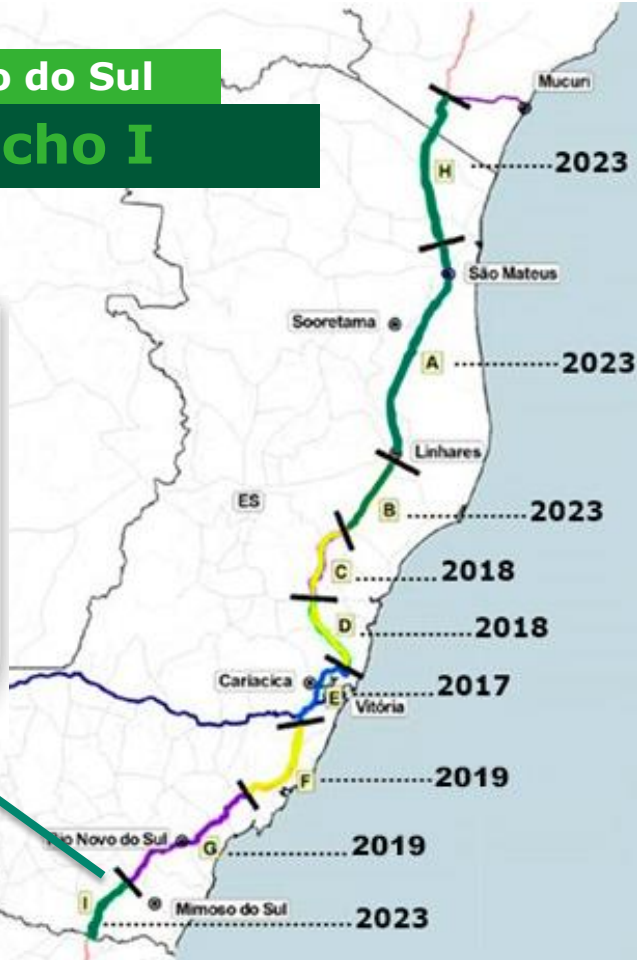 o do Sul
cho I
Mucuri
H
2023
São Mateus
Sooretama
A
2023
Linhares
ES
B
2023
C
2018
D
2018
Cariacica
E
2017
Vitória
F
2019
Rio Novo do Sul
G
2019
I
Mimoso do Sul
2023